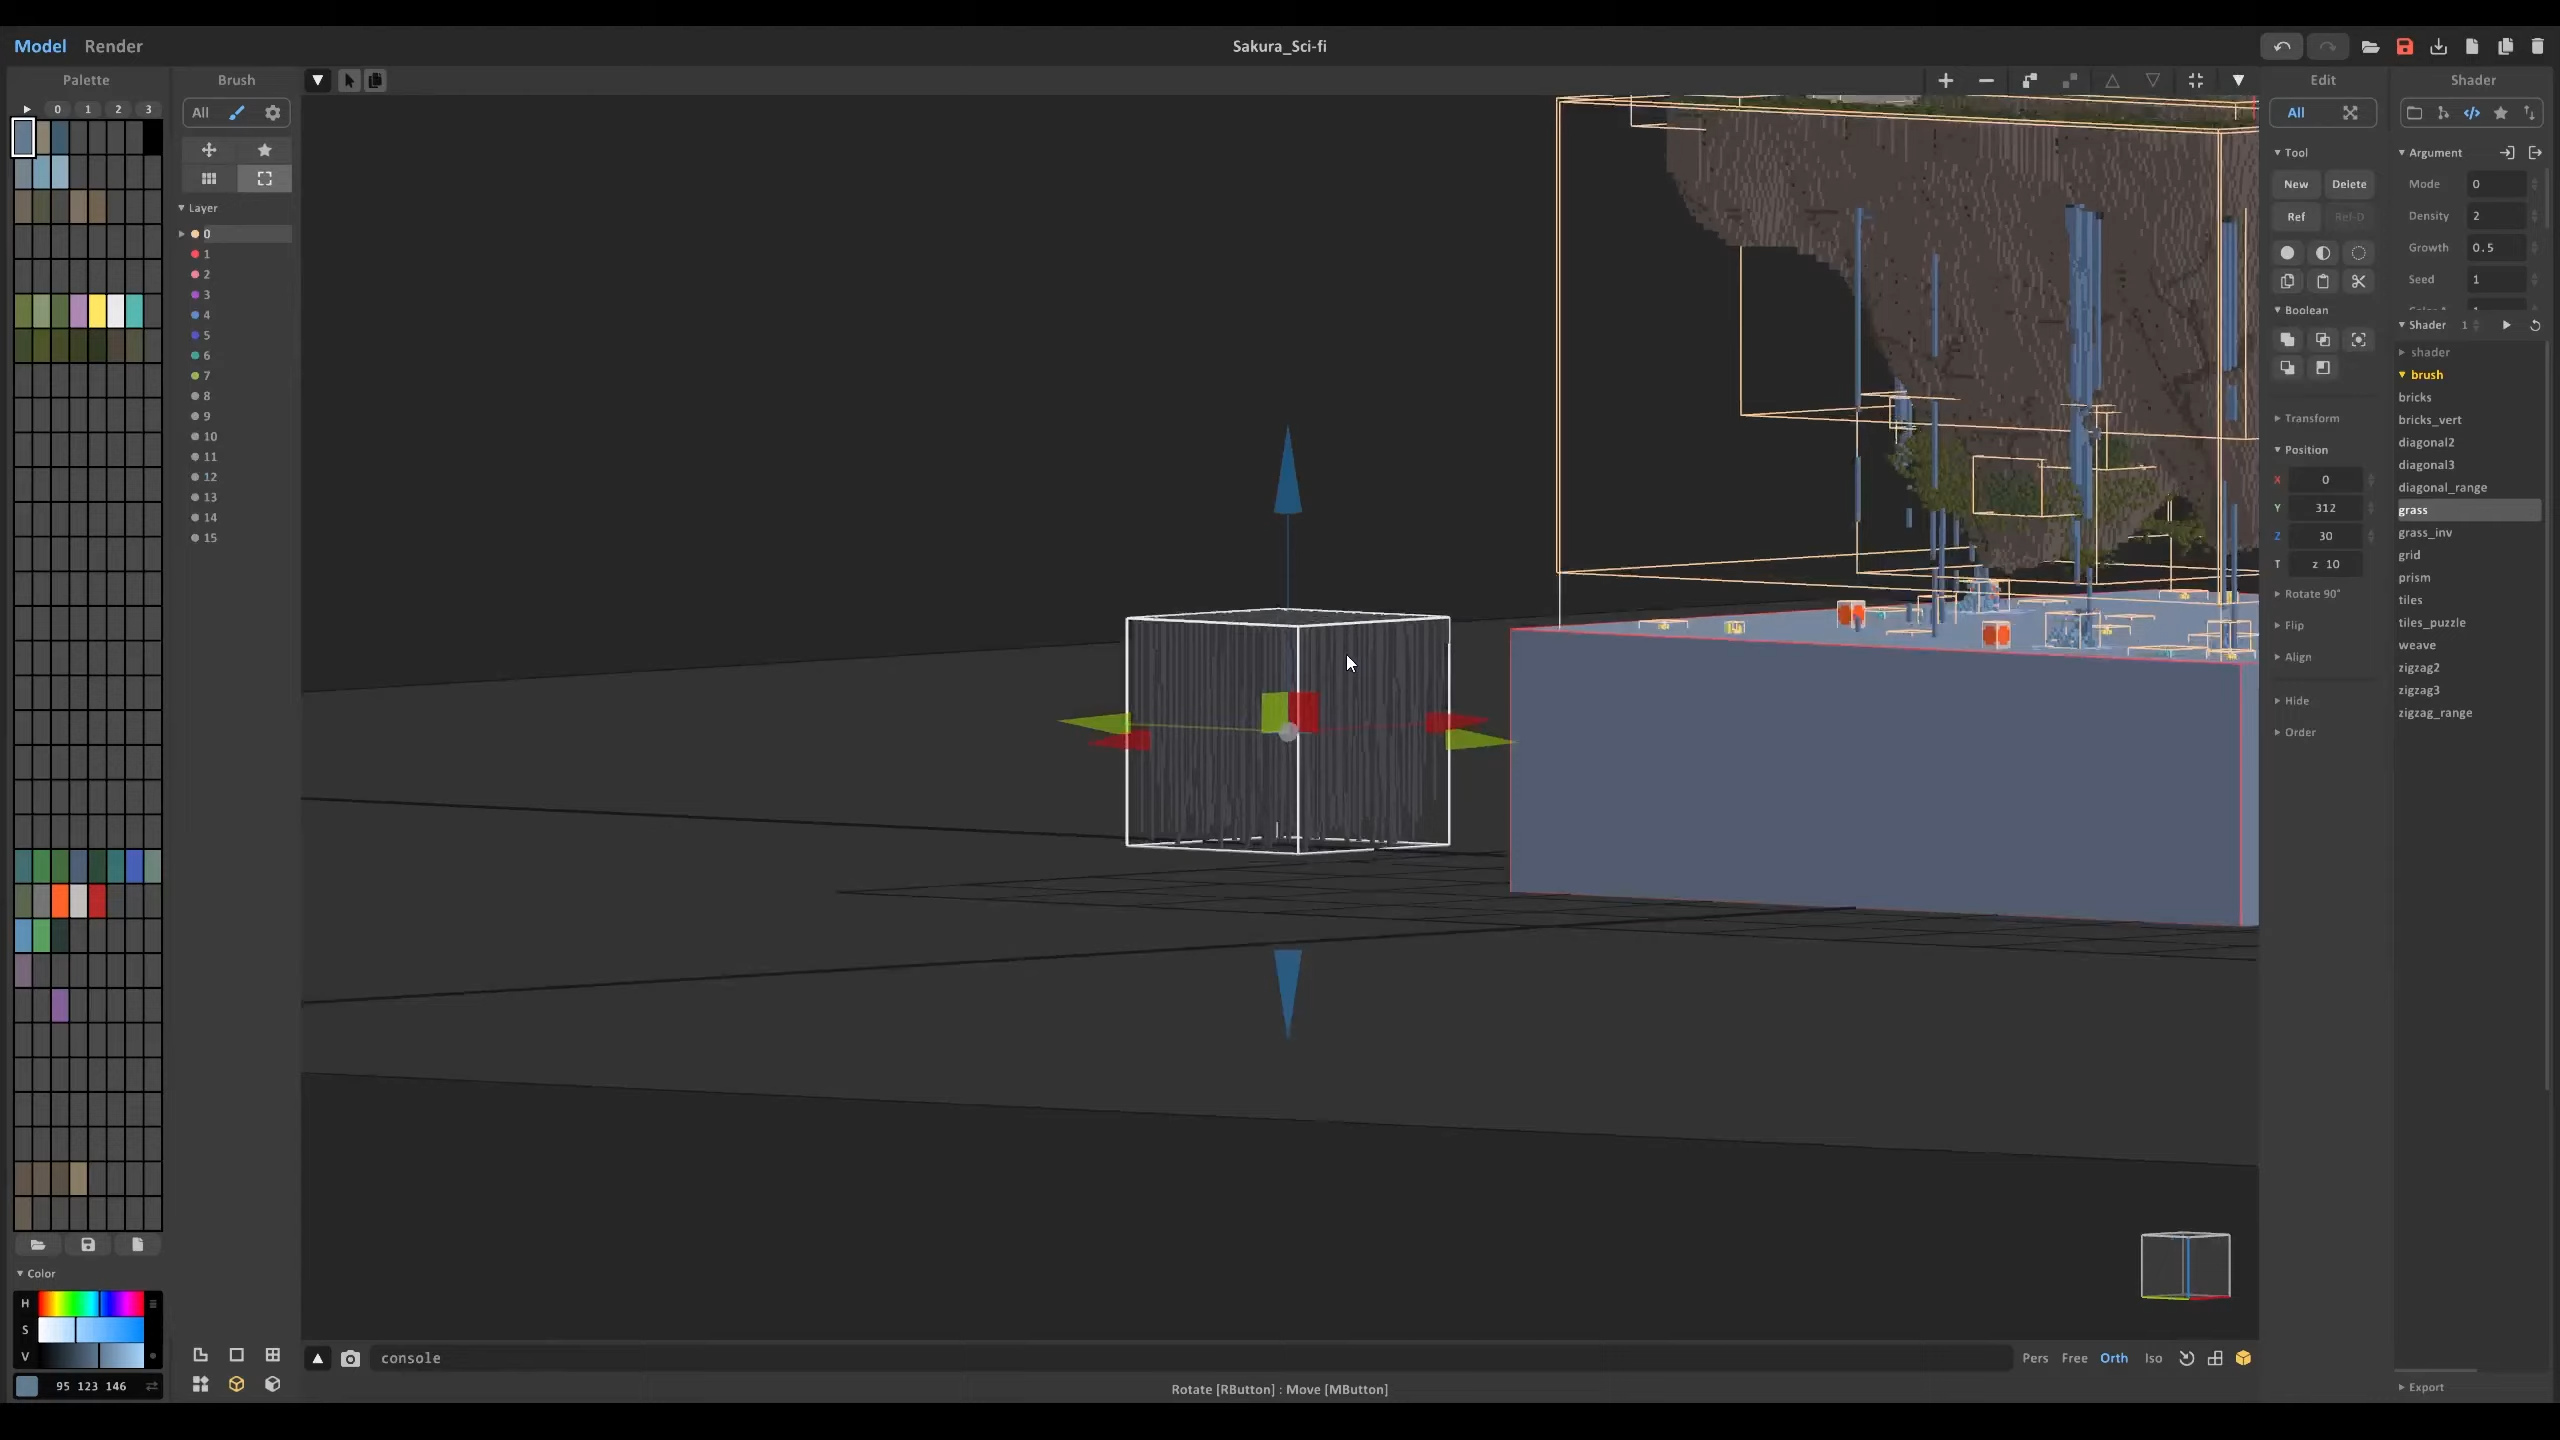 Model Render
Sakura_Sci-fi
Palette
Brush
Edit
Shader
0 1 2 3
All
All
Layer
0
1
2
3
4
5
6
7
8
9
10
11
12
13
14
15
Tool
New Delete
Ref Ref-D
Boolean
Transform
Position
X 0
Y 312
Z 30
T z 10
Rotate 90°
Flip
Align
Hide
Order
Argument
Mode 0
Density 2
Growth 0.5
Seed 1
Shader 1
shader
brush
bricks
bricks_vert
diagonal2
diagonal3
diagonal_range
grass
grass_inv
grid
prism
tiles
tiles_puzzle
weave
zigzag2
zigzag3
zigzag_range
Export
Color
H
S
V
95 123 146
console
Pers Free Orth Iso
Rotate [RButton] : Move [MButton]